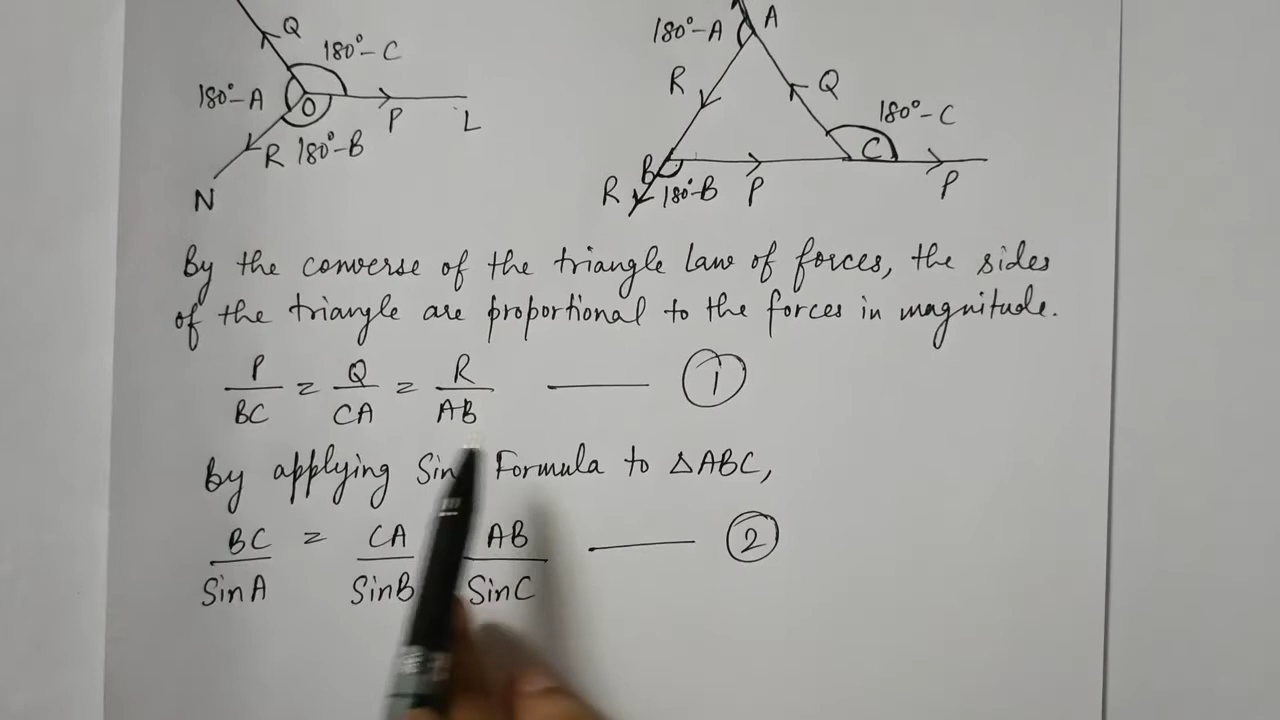 Q
180°-C
180°-A
O
P
L
R 180°-B
N
180°-A
A
R
Q
180°-C
B
C
R
180°-B
P
P
By the converse of the triangle law of forces, the sides
of the triangle are proportional to the forces in magnitude.
P/BC = Q/CA = R/AB ——— 1
By applying Sin Formula to △ABC,
BC/SinA = CA/SinB AB/SinC ——— 2